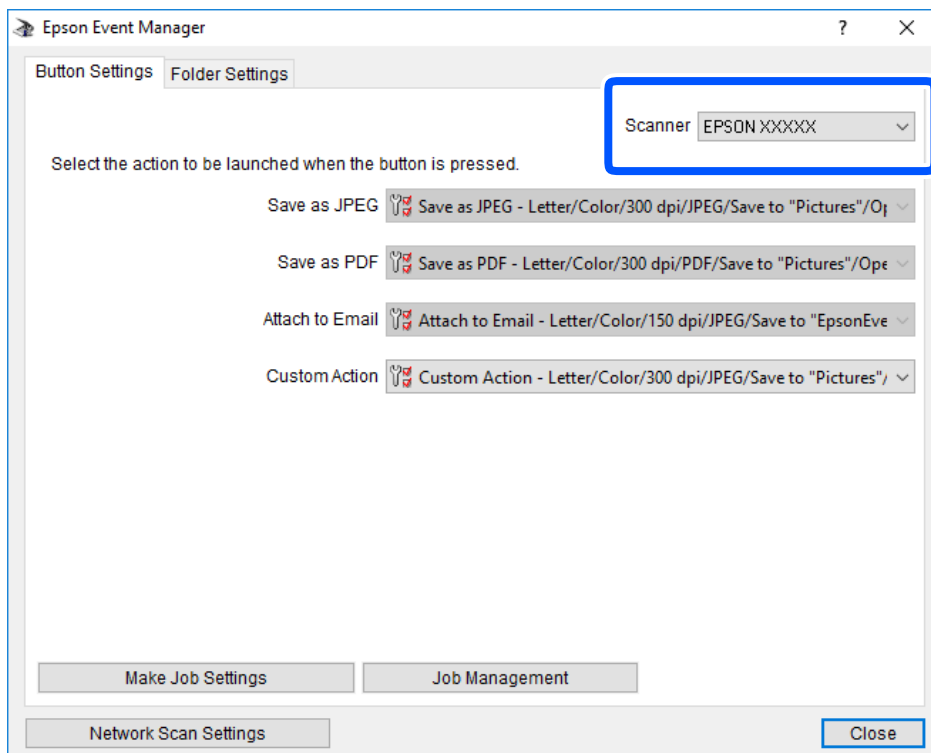 Epson Event Manager
Button Settings Folder Settings
Scanner EPSON XXXXX
Select the action to be launched when the button is pressed.
Save as JPEG Save as JPEG - Letter/Color/300 dpi/JPEG/Save to "Pictures"/Op
Save as PDF Save as PDF - Letter/Color/300 dpi/PDF/Save to "Pictures"/Ope
Attach to Email Attach to Email - Letter/Color/150 dpi/JPEG/Save to "EpsonEve
Custom Action Custom Action - Letter/Color/300 dpi/JPEG/Save to "Pictures"/
Make Job Settings Job Management
Network Scan Settings Close